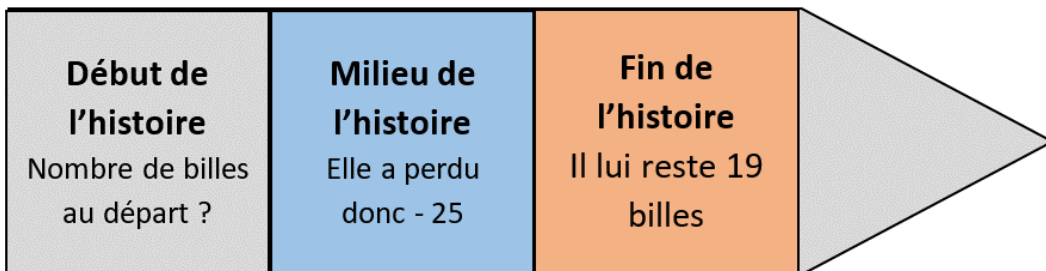 Début de
l'histoire
Nombre de billes
au départ ?
Milieu de
l'histoire
Elle a perdu
donc - 25
Fin de
l'histoire
Il lui reste 19
billes